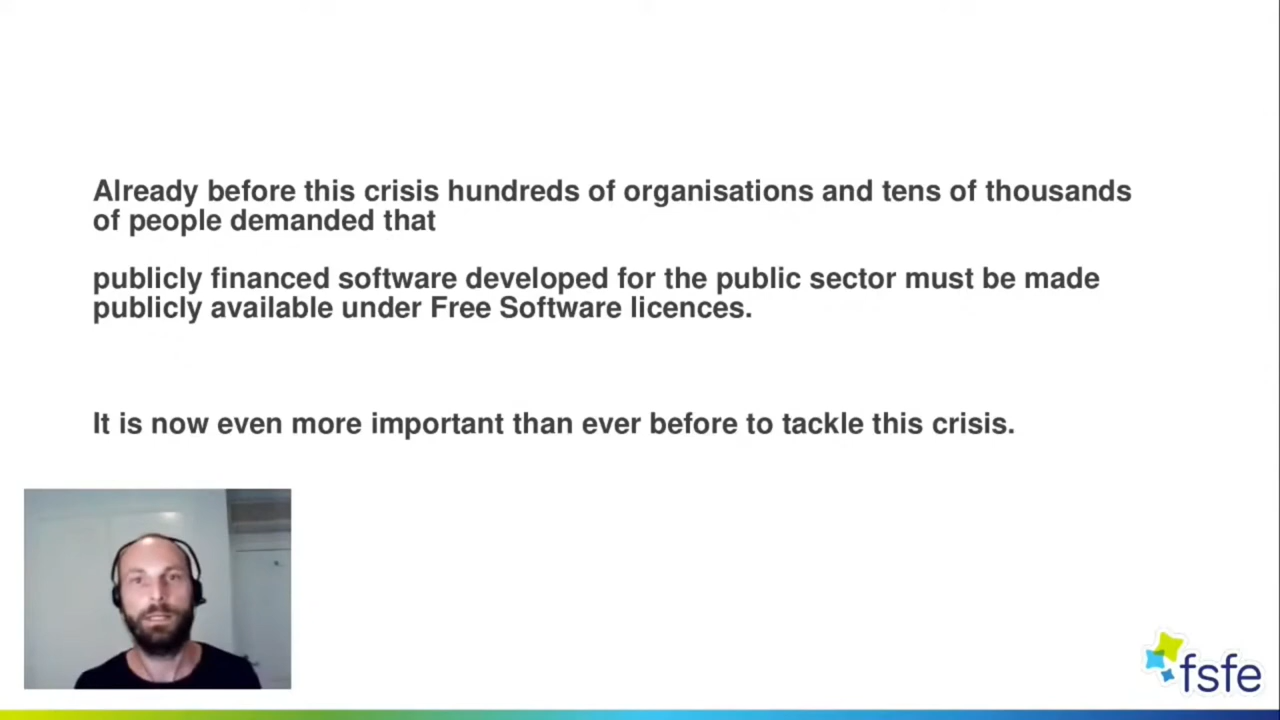 Already before this crisis hundreds of organisations and tens of thousands
of people demanded that
publicly financed software developed for the public sector must be made
publicly available under Free Software licences.
It is now even more important than ever before to tackle this crisis.
fsfe